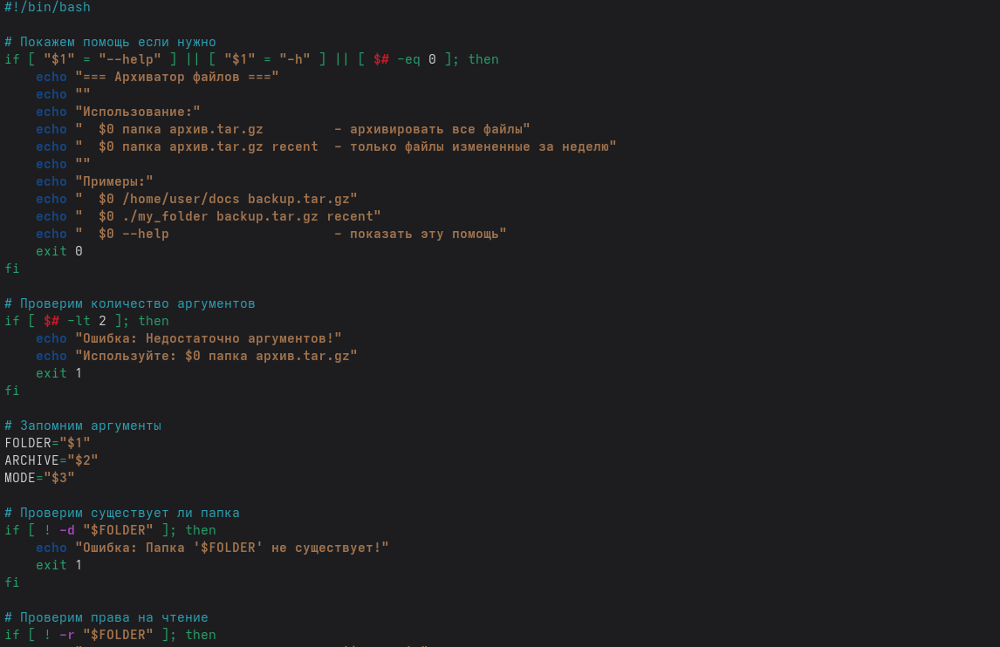 #!/bin/bash

# Покажем помощь если нужно
if [ "$1" = "--help" ] || [ "$1" = "-h" ] || [ $# -eq 0 ]; then
    echo "=== Архиватор файлов ==="
    echo ""
    echo "Использование:"
    echo "  $0 папка архив.tar.gz         - архивировать все файлы"
    echo "  $0 папка архив.tar.gz recent  - только файлы измененные за неделю"
    echo ""
    echo "Примеры:"
    echo "  $0 /home/user/docs backup.tar.gz"
    echo "  $0 ./my_folder backup.tar.gz recent"
    echo "  $0 --help                     - показать эту помощь"
    exit 0
fi

# Проверим количество аргументов
if [ $# -lt 2 ]; then
    echo "Ошибка: Недостаточно аргументов!"
    echo "Используйте: $0 папка архив.tar.gz"
    exit 1
fi

# Запомним аргументы
FOLDER="$1"
ARCHIVE="$2"
MODE="$3"

# Проверим существует ли папка
if [ ! -d "$FOLDER" ]; then
    echo "Ошибка: Папка '$FOLDER' не существует!"
    exit 1
fi

# Проверим права на чтение
if [ ! -r "$FOLDER" ]; then